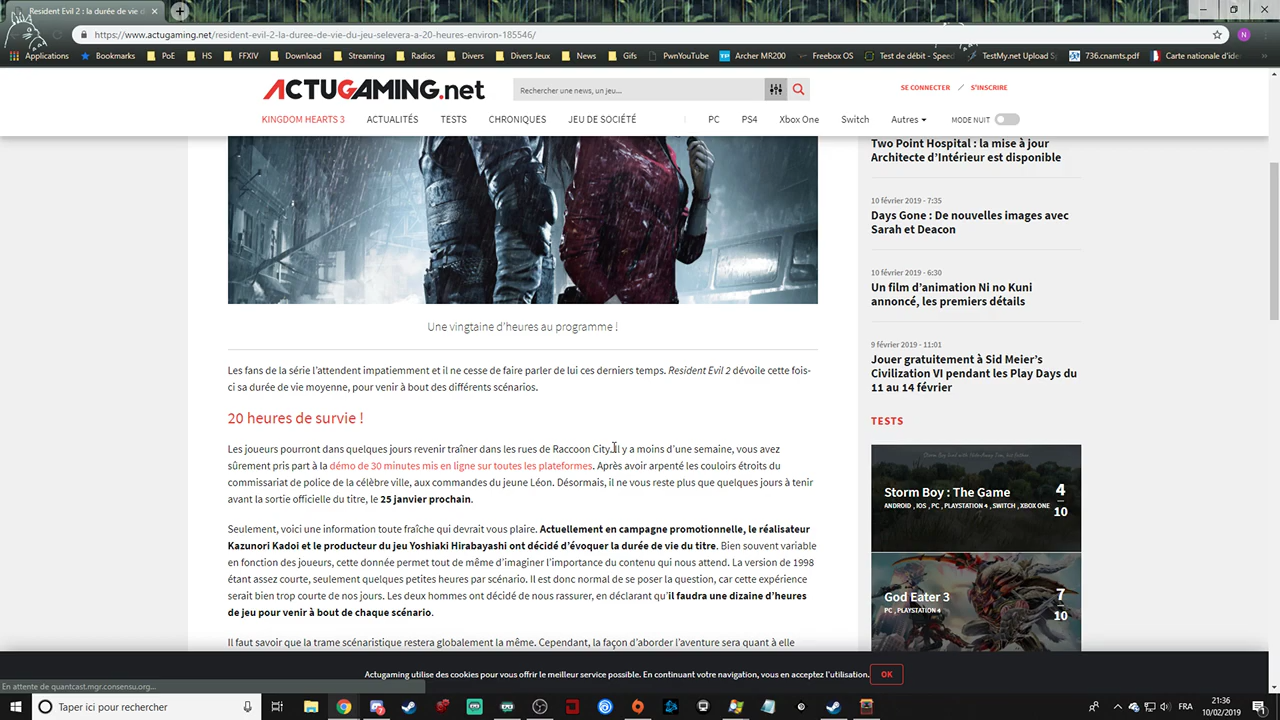 Resident Evil 2 : la durée de vie d
https://www.actugaming.net/resident-evil-2-la-duree-de-vie-du-jeu-selevera-a-20-heures-environ-185546/
N
Applications
Bookmarks
PoE
HS
FFXIV
Download
Streaming
Radios
Divers
Divers Jeux
News
Gifs
PwnYouTube
Archer MR200
Freebox OS
Test de débit - Speed
TestMy.net Upload S
736.cnamts.pdf
Carte nationale d'ide
ACTUGAMING.net
Rechercher une news, un jeu...
SE CONNECTER / S'INSCRIRE
KINGDOM HEARTS 3
ACTUALITÉS
TESTS
CHRONIQUES
JEU DE SOCIÉTÉ
PC
PS4
Xbox One
Switch
Autres
MODE NUIT
Une vingtaine d'heures au programme !
Les fans de la série l'attendent impatiemment et il ne cesse de faire parler de lui ces derniers temps. Resident Evil 2 dévoile cette fois-
ci sa durée de vie moyenne, pour venir à bout des différents scénarios.
20 heures de survie !
Les joueurs pourront dans quelques jours revenir traîner dans les rues de Raccoon City. Il y a moins d'une semaine, vous avez
sûrement pris part à la démo de 30 minutes mis en ligne sur toutes les plateformes. Après avoir arpenté les couloirs étroits du
commissariat de police de la célèbre ville, aux commandes du jeune Léon. Désormais, il ne vous reste plus que quelques jours à tenir
avant la sortie officielle du titre, le 25 janvier prochain.
Seulement, voici une information toute fraîche qui devrait vous plaire. Actuellement en campagne promotionnelle, le réalisateur
Kazunori Kadoi et le producteur du jeu Yoshiaki Hirabayashi ont décidé d'évoquer la durée de vie du titre. Bien souvent variable
en fonction des joueurs, cette donnée permet tout de même d'imaginer l'importance du contenu qui nous attend. La version de 1998
étant assez courte, seulement quelques petites heures par scénario. Il est donc normal de se poser la question, car cette expérience
serait bien trop courte de nos jours. Les deux hommes ont décidé de nous rassurer, en déclarant qu'il faudra une dizaine d'heures
de jeu pour venir à bout de chaque scénario.
Il faut savoir que la trame scénaristique restera globalement la même. Cependant, la façon d'aborder l'aventure sera quant à elle
Two Point Hospital : la mise à jour
Architecte d'Intérieur est disponible
10 février 2019 - 7:35
Days Gone : De nouvelles images avec
Sarah et Deacon
10 février 2019 - 6:30
Un film d'animation Ni no Kuni
annoncé, les premiers détails
9 février 2019 - 11:01
Jouer gratuitement à Sid Meier's
Civilization VI pendant les Play Days du
11 au 14 février
TESTS
Storm Boy : The Game
ANDROID , IOS , PC , PLAYSTATION 4 , SWITCH , XBOX ONE
4
10
God Eater 3
PC , PLAYSTATION 4
7
10
Actugaming utilise des cookies pour vous offrir le meilleur service possible. En continuant votre navigation, vous en acceptez l'utilisation.
OK
En attente de quantcast.mgr.consensu.org...
Taper ici pour rechercher
FRA
21:36
10/02/2019